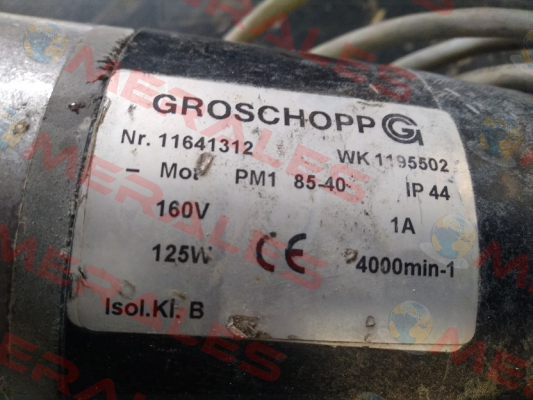 GROSCHOPP G
Nr. 11641312 WK 1195502
– Mot PM1 85-40 IP 44
160V 1A
125W CE 4000min-1
Isol.Kl. B
MERALES